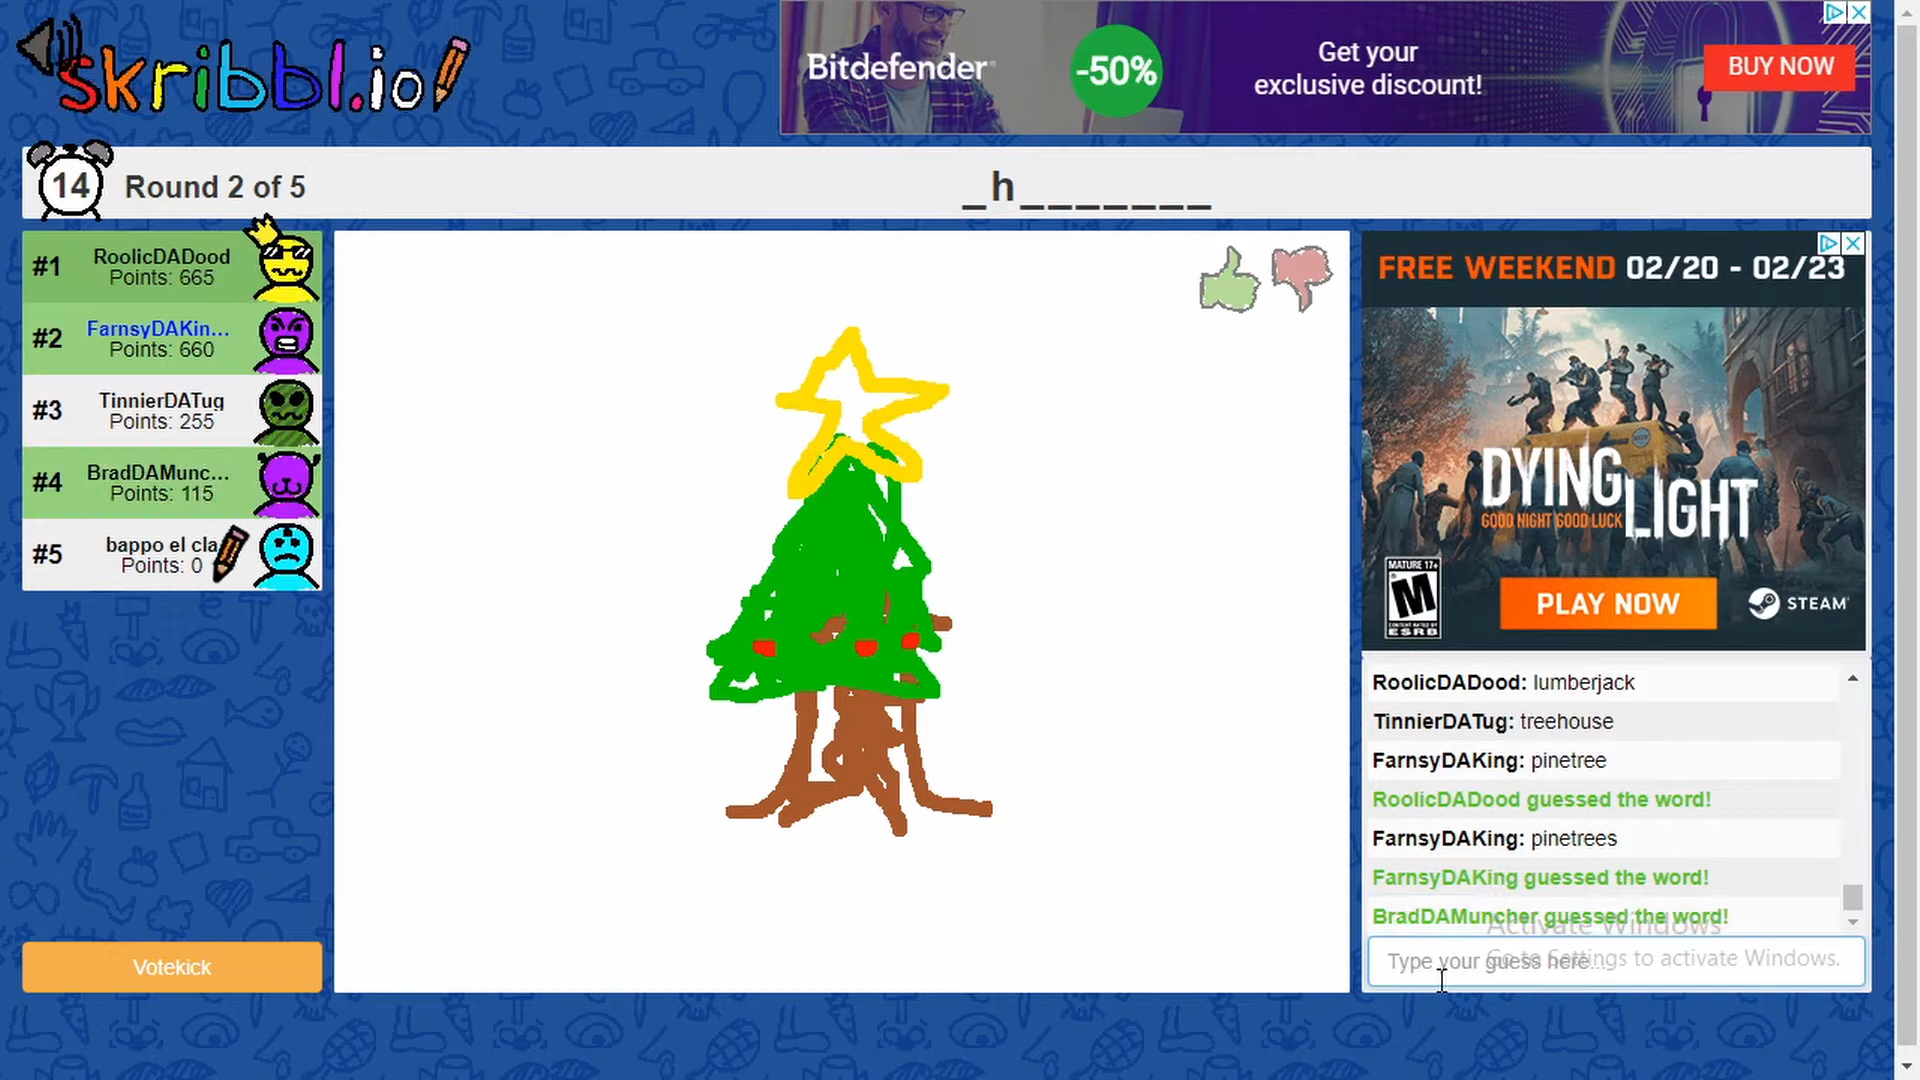 skribbl.io
Bitdefender
-50%
Get your
exclusive discount!
BUY NOW
14
Round 2 of 5
_h_______
#1
RoolicDADood
Points: 665
#2
FarnsyDAKin...
Points: 660
#3
TinnierDATug
Points: 255
#4
BradDAMunc...
Points: 115
#5
bappo el cla
Points: 0
Votekick
FREE WEEKEND 02/20 - 02/23
DYING
LIGHT
GOOD NIGHT GOOD LUCK
MATURE 17+
M
CONTENT RATED BY
ESRB
PLAY NOW
STEAM
RoolicDADood: lumberjack
TinnierDATug: treehouse
FarnsyDAKing: pinetree
RoolicDADood guessed the word!
FarnsyDAKing: pinetrees
FarnsyDAKing guessed the word!
BradDAMuncher guessed the word!
Activate Windows
Type your guess here...
Go to Settings to activate Windows.